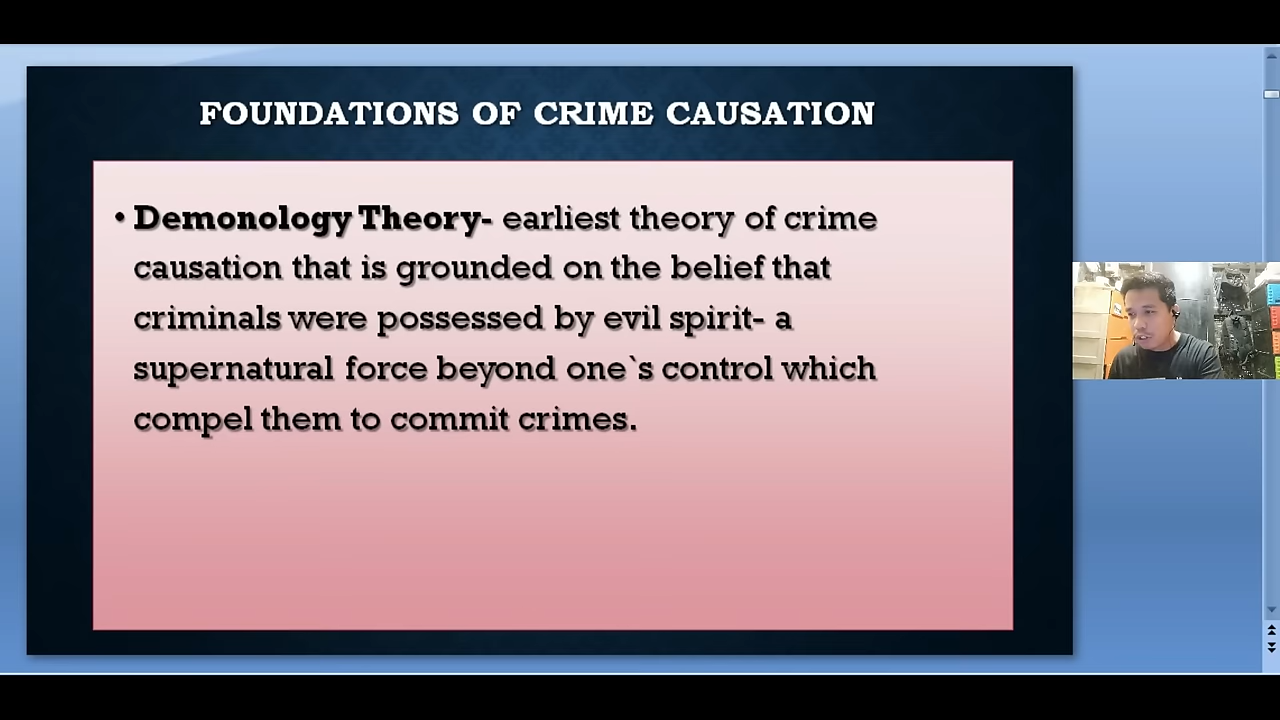 FOUNDATIONS OF CRIME CAUSATION
• Demonology Theory- earliest theory of crime
causation that is grounded on the belief that
criminals were possessed by evil spirit- a
supernatural force beyond one`s control which
compel them to commit crimes.